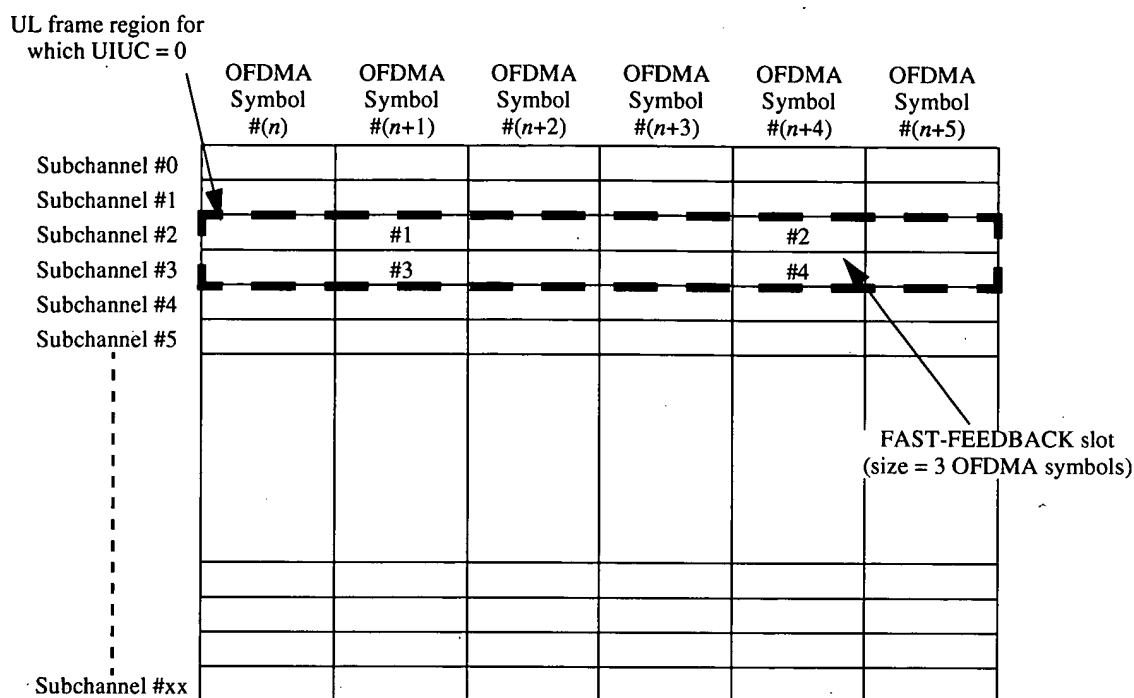 UL frame region for
which UIUC = 0
OFDMA
Symbol
#(n)
OFDMA
Symbol
#(n+1)
OFDMA
Symbol
#(n+2)
OFDMA
Symbol
#(n+3)
OFDMA
Symbol
#(n+4)
OFDMA
Symbol
#(n+5)
Subchannel #0
Subchannel #1
Subchannel #2
#1
#2
Subchannel #3
#3
#4
Subchannel #4
Subchannel #5
FAST-FEEDBACK slot
(size = 3 OFDMA symbols)
Subchannel #xx